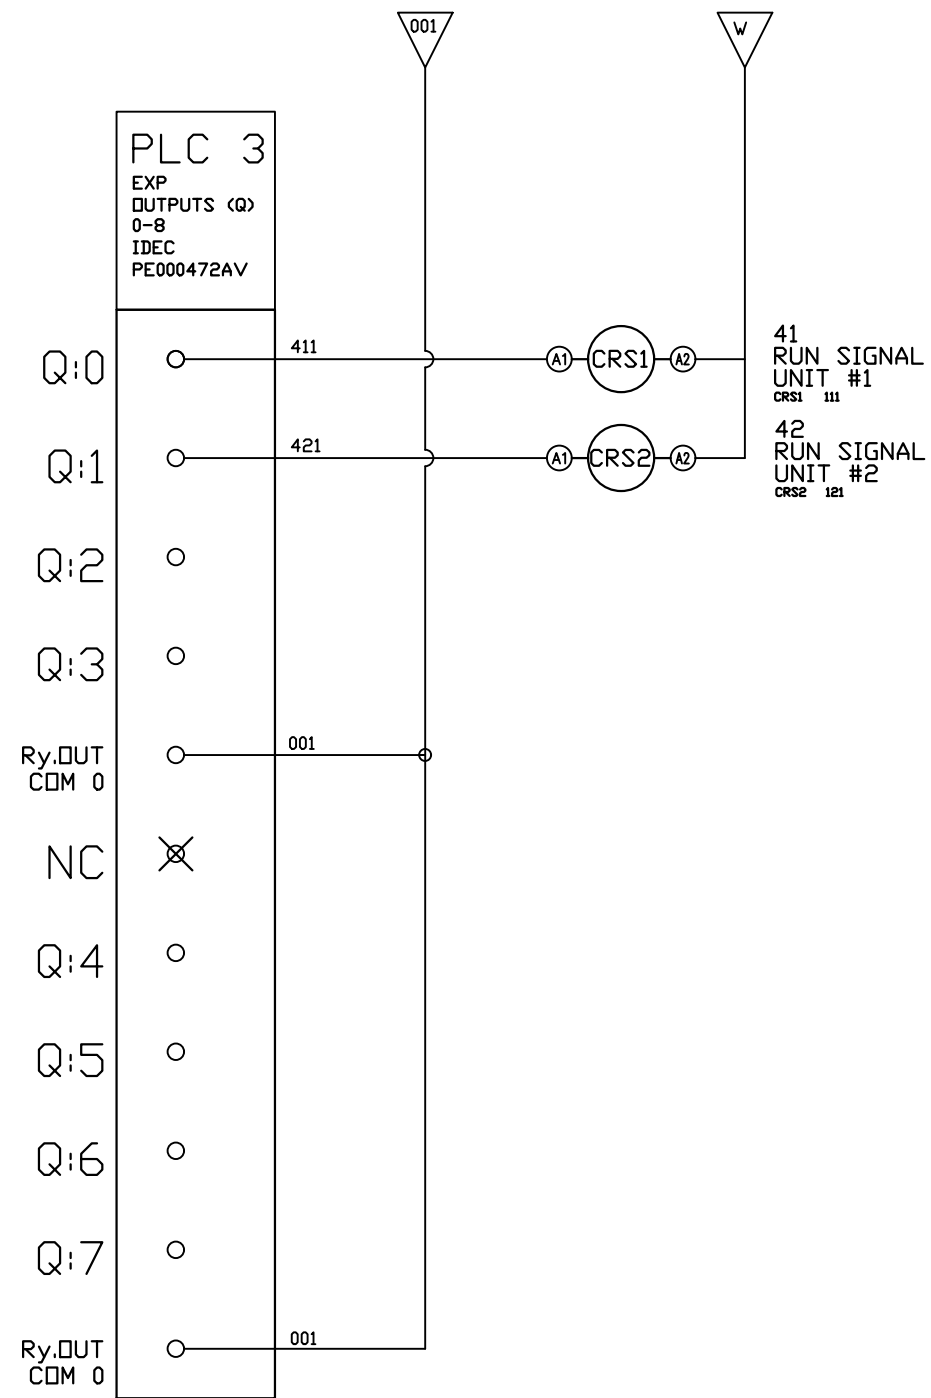 001
W
PLC 3
EXP
OUTPUTS (Q)
0-8
IDEC
PE000472AV
Q:0
411
A1
CRS1
A2
41
RUN SIGNAL
UNIT #1
CRS1 111
Q:1
421
A1
CRS2
A2
42
RUN SIGNAL
UNIT #2
CRS2 121
Q:2
Q:3
Ry.OUT
COM 0
001
NC
Q:4
Q:5
Q:6
Q:7
Ry.OUT
COM 0
001